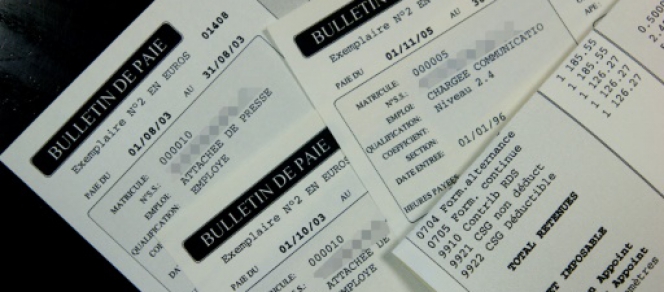 BULLETIN DE PAIE
Exemplaire N°2 EN EUROS 01408
PAIE DU 01/08/03 AU 31/08/03
MATRICULE: 000010
N°S.S.:
EMPLOI: ATTACHEE DE PRESSE
QUALIFICATION: EMPLOYE
BULLETIN DE PAIE
Exemplaire N°2 EN EUROS
PAIE DU 01/10/03 AU
000010
ATTACHEE DE
EMPLOYE
BULLETIN DE PAIE
Exemplaire N°2 EN EUROS
PAIE DU 01/11/05 AU 30
MATRICULE: 000005
N°S.S.:
EMPLOI CHARGEE COMMUNICATIO
QUALIFICATION: Niveau 2.4
COEFFICIENT:
SECTION:
DATE ENTREE: 01/01/96
HEURES PAYEES
1 185.55
1 185.55
1 126.27
1 126.27
1 126.27
0704 Form.alternance
0705 Form. continue
9910 Contrib RDS
9921 CSG non déduct
9922 CSG Déductible
TOTAL RETENUES
IMPOSABLE
Appoint
Appoint